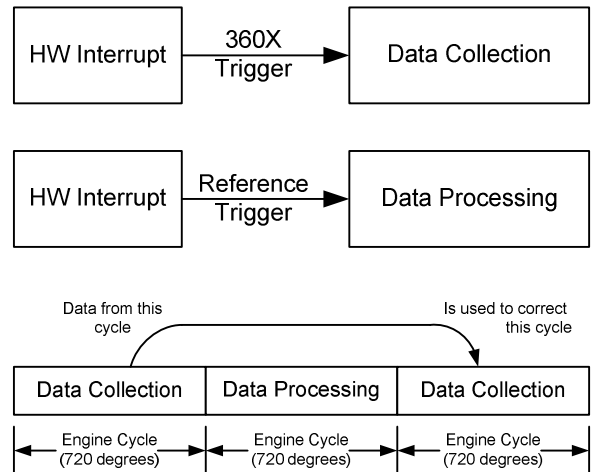 HW Interrupt
360X
Trigger
Data Collection
HW Interrupt
Reference
Trigger
Data Processing
Data from this
cycle
Is used to correct
this cycle
Data Collection
Data Processing
Data Collection
Engine Cycle
(720 degrees)
Engine Cycle
(720 degrees)
Engine Cycle
(720 degrees)